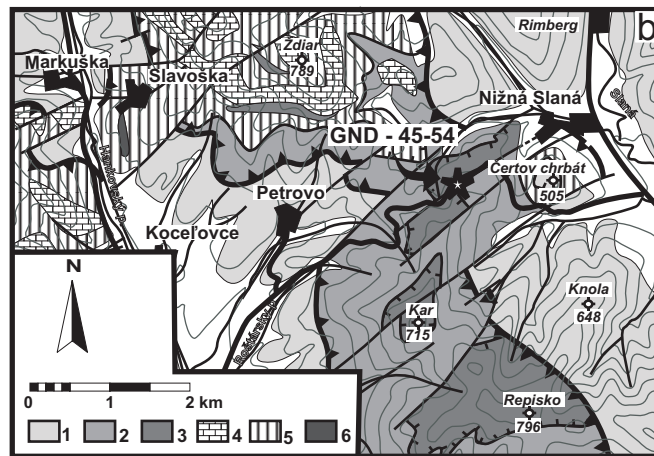 Rimberg
b
Ždiar
789
Markuška
Slavoška
Nižná Slaná
Slaná
GND - 45-54
Čertov chrbát
505
Petrovo
Koceľovce
N
Kar
715
Knola
648
0 1 2 km
Repisko
796
1 2 3 4 5 6